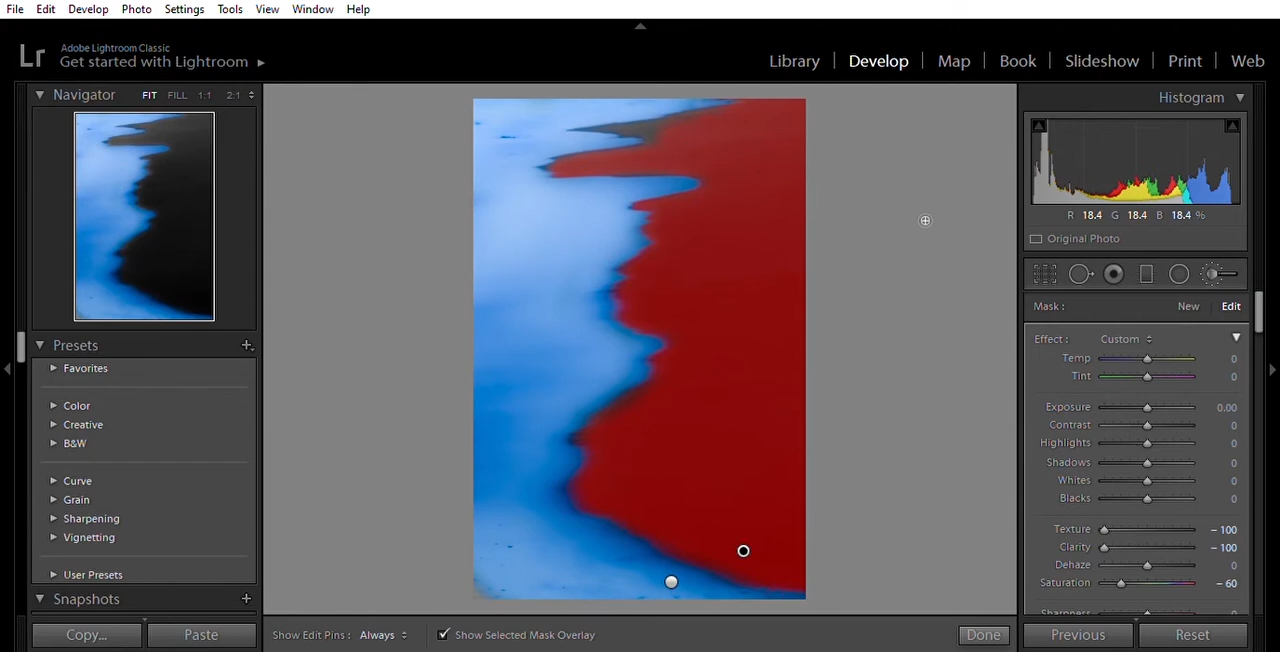 File Edit Develop Photo Settings Tools View Window Help
Lr Adobe Lightroom Classic
Get started with Lightroom
Library Develop Map Book Slideshow Print Web
Navigator FIT FILL 1:1 2:1
Histogram
R 18.4 G 18.4 B 18.4 %
Original Photo
Mask : New Edit
Effect : Custom
Temp 0
Tint 0
Exposure 0.00
Contrast 0
Highlights 0
Shadows 0
Whites 0
Blacks 0
Texture – 100
Clarity – 100
Dehaze 0
Saturation – 60
Sharpness 0
Presets
Favorites
Color
Creative
B&W
Curve
Grain
Sharpening
Vignetting
User Presets
Snapshots
Copy... Paste
Show Edit Pins : Always Show Selected Mask Overlay Done
Previous Reset